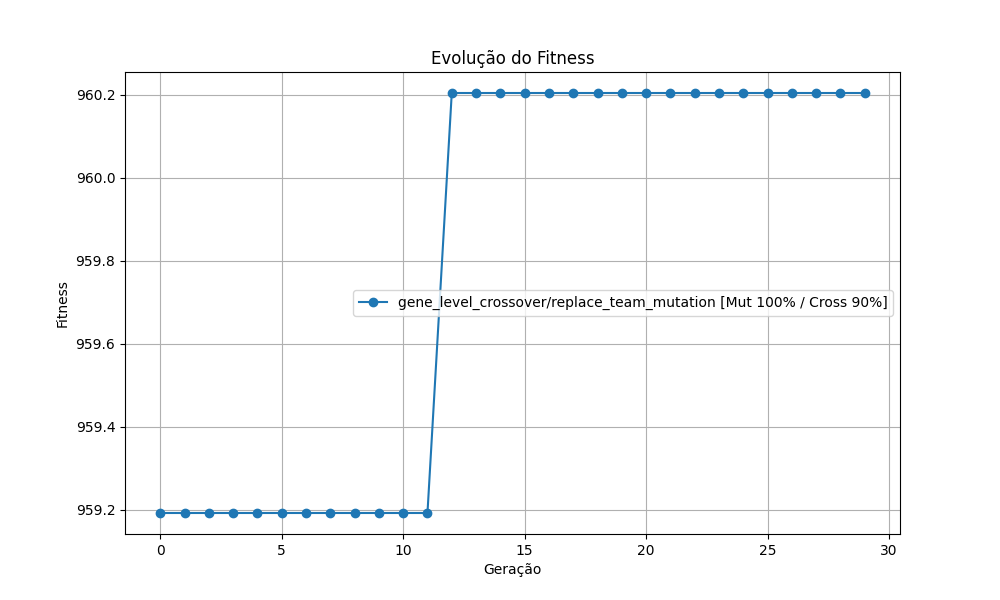 Evolução do Fitness
Fitness
960.2
960.0
959.8
959.6
959.4
959.2
gene_level_crossover/replace_team_mutation [Mut 100% / Cross 90%]
0 5 10 15 20 25 30
Geração